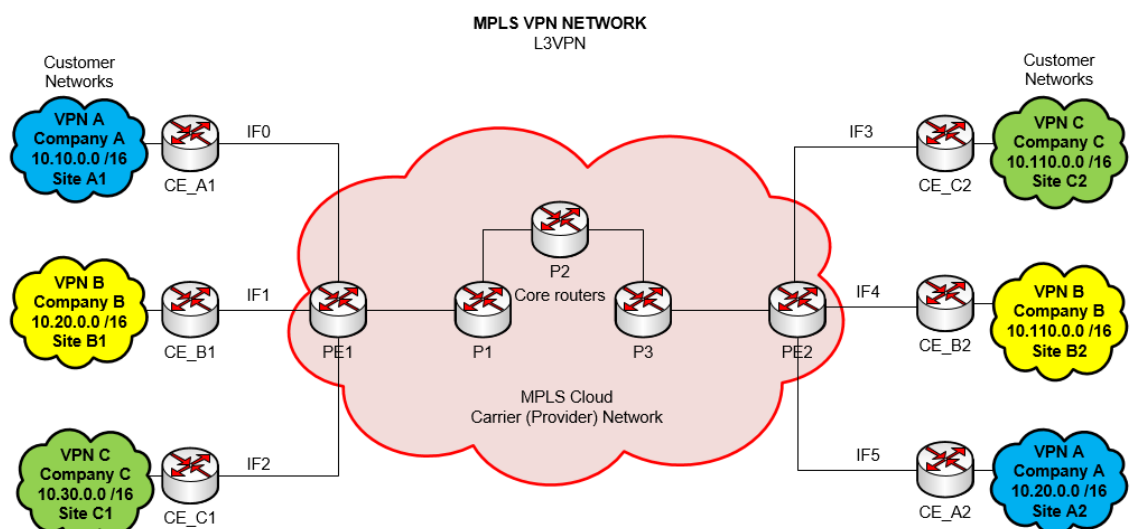 MPLS VPN NETWORK
L3VPN
Customer
Networks
VPN A
Company A
10.10.0.0 /16
Site A1
CE_A1
IF0
VPN B
Company B
10.20.0.0 /16
Site B1
CE_B1
IF1
VPN C
Company C
10.30.0.0 /16
Site C1
CE_C1
IF2
PE1
P1
P2
Core routers
P3
PE2
MPLS Cloud
Carrier (Provider) Network
Customer
Networks
IF3
CE_C2
VPN C
Company C
10.110.0.0 /16
Site C2
IF4
CE_B2
VPN B
Company B
10.110.0.0 /16
Site B2
IF5
CE_A2
VPN A
Company A
10.20.0.0 /16
Site A2